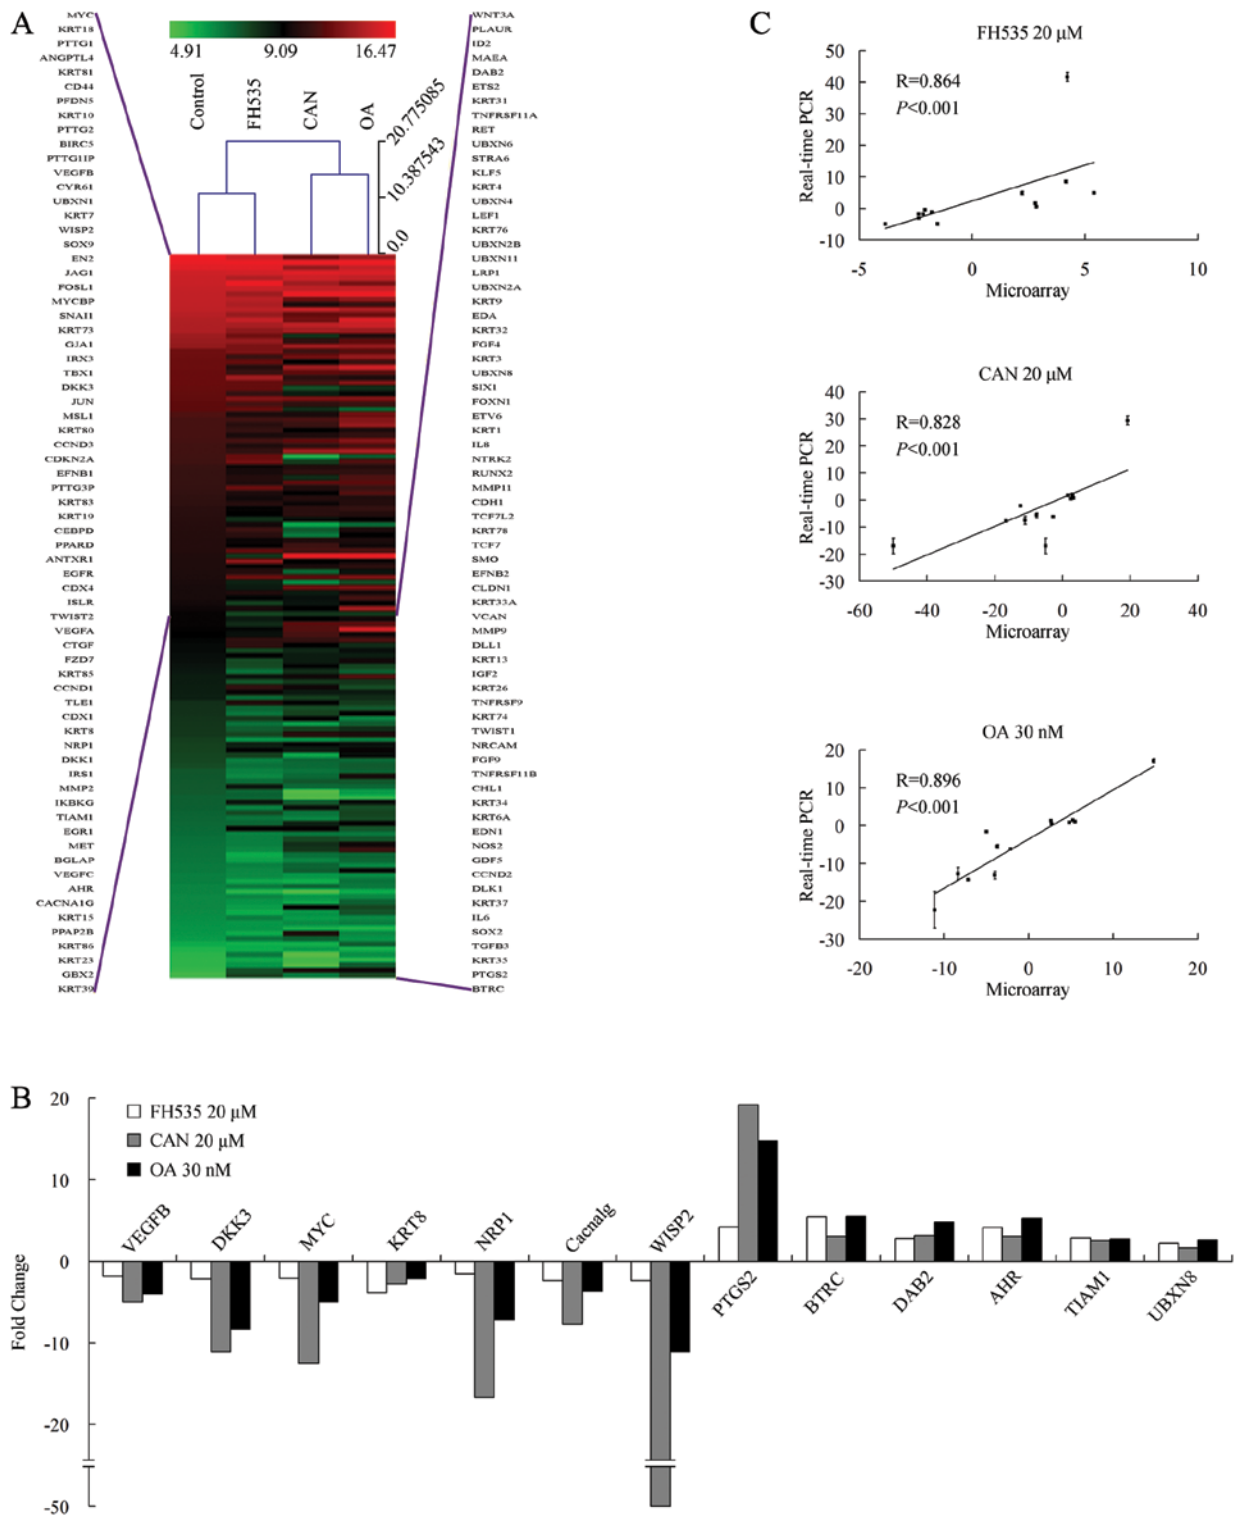 A
4.91 9.09 16.47
Control FH535 CAN OA
20.775085
10.387543
0.0
MYC
KRT18
PTTG1
ANGPTL4
KRT81
CD44
PFDN5
KRT10
PTTG2
BIRC5
PTTG1IP
VEGFB
CYR61
UBXN1
KRT7
WISP2
SOX9
EN2
JAG1
FOSL1
MYCBP
SNAI1
KRT73
GJA1
IRX3
TBX1
DKK3
JUN
MSL1
KRT80
CCND3
CDKN2A
EFNB1
PTTG3P
KRT83
KRT19
CEBPD
PPARD
ANTXR1
EGFR
CDX4
ISLR
TWIST2
VEGFA
CTGF
FZD7
KRT85
CCND1
TLE1
CDX1
KRT8
NRP1
DKK1
IRS1
MMP2
IKBKG
TIAM1
EGR1
MET
BGLAP
VEGFC
AHR
CACNA1G
KRT15
PPAP2B
KRT86
KRT23
GBX2
KRT39
WNT3A
PLAUR
ID2
MAEA
DAB2
ETS2
KRT31
TNFRSF11A
RET
UBXN6
STRA6
KLF5
KRT4
UBXN4
LEF1
KRT76
UBXN2B
UBXN11
LRP1
UBXN2A
KRT9
EDA
KRT32
FGF4
KRT3
UBXN8
SIX1
FOXN1
ETV6
KRT1
IL8
NTRK2
RUNX2
MMP11
CDH1
TCF7L2
KRT78
TCF7
SMO
EFNB2
CLDN1
KRT33A
VCAN
MMP9
DLL1
KRT13
IGF2
KRT26
TNFRSF9
KRT74
TWIST1
NRCAM
FGF9
TNFRSF11B
CHL1
KRT34
KRT6A
EDN1
NOS2
GDF5
CCND2
DLK1
KRT37
IL6
SOX2
TGFB3
KRT35
PTGS2
BTRC
C
FH535 20 μM
R=0.864
P<0.001
Real-time PCR
50
40
30
20
10
0
-10
-5 0 5 10
Microarray
CAN 20 μM
R=0.828
P<0.001
Real-time PCR
40
30
20
10
0
-10
-20
-30
-60 -40 -20 0 20 40
Microarray
OA 30 nM
R=0.896
P<0.001
Real-time PCR
20
10
0
-10
-20
-30
-20 -10 0 10 20
Microarray
B
FH535 20 μM
CAN 20 μM
OA 30 nM
Fold Change
20
10
0
-10
-20
-50
VEGFB DKK3 MYC KRT8 NRP1 Cacnalg WISP2
PTGS2 BTRC DAB2 AHR TIAM1 UBXN8